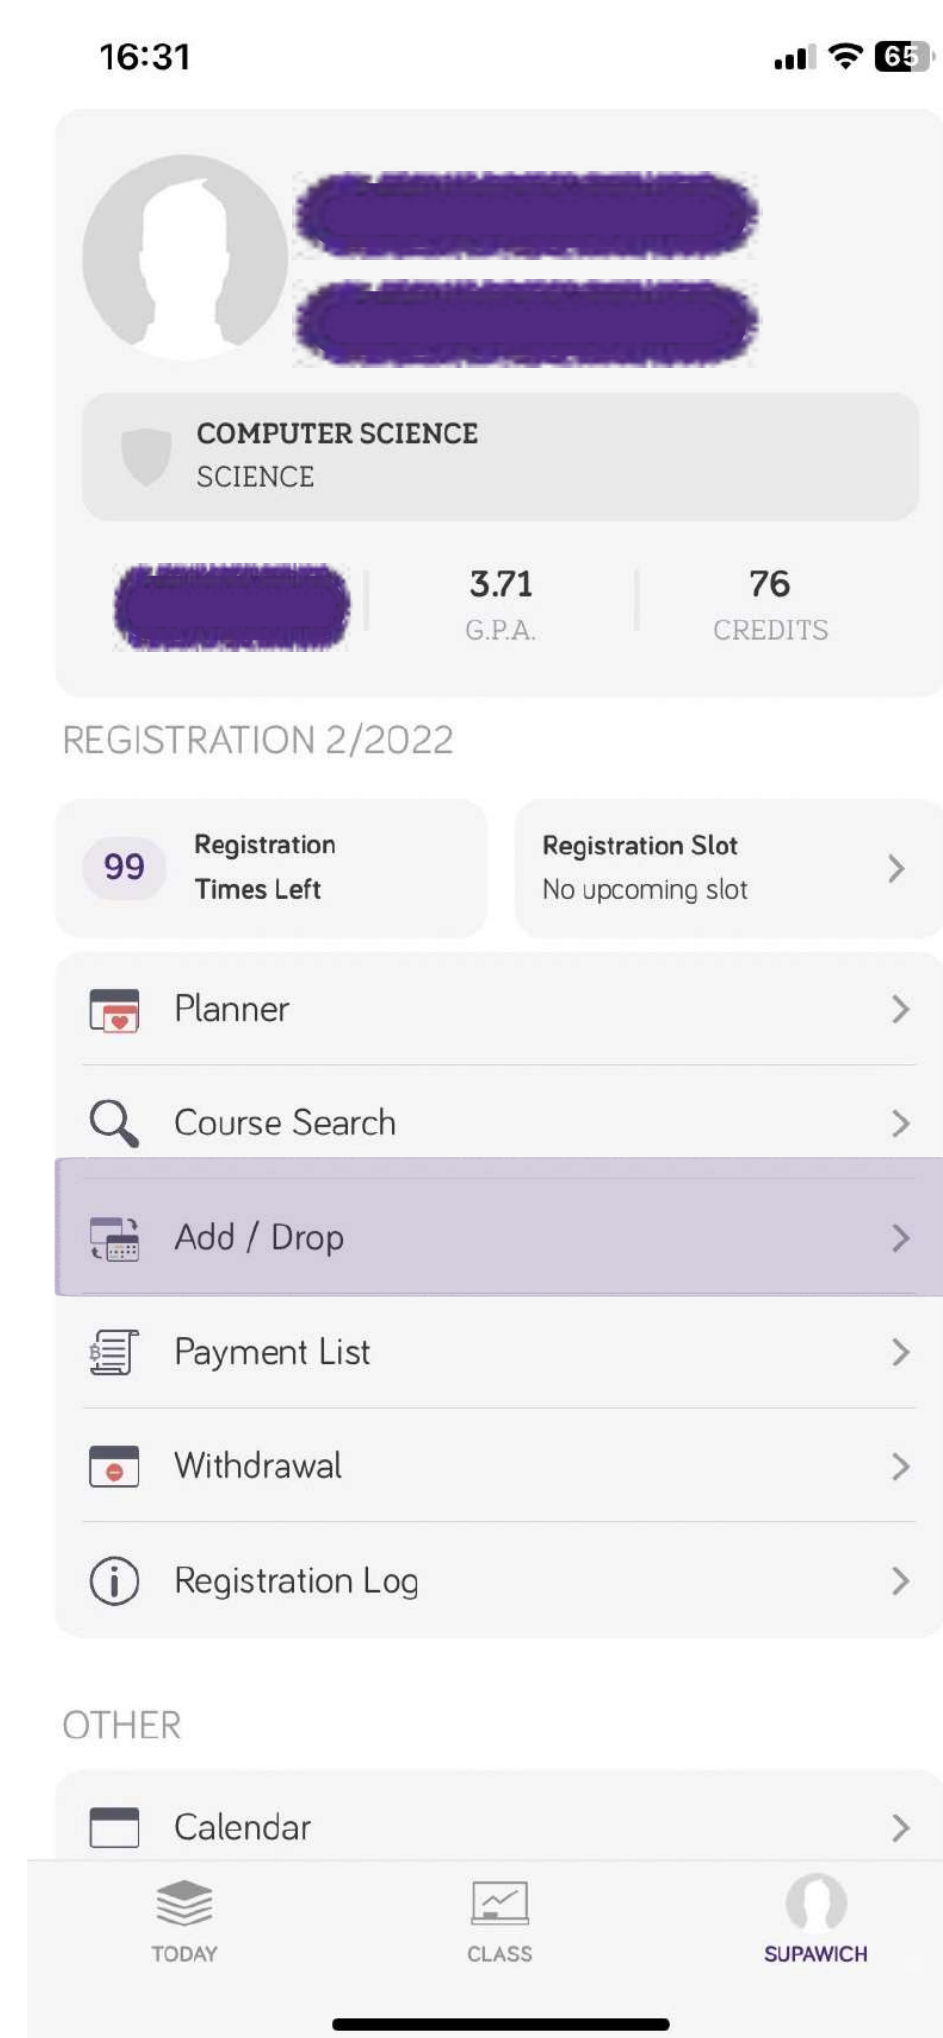 16:31
65
COMPUTER SCIENCE
SCIENCE
3.71
G.P.A.
76
CREDITS
REGISTRATION 2/2022
99
Registration
Times Left
Registration Slot
No upcoming slot
Planner
Course Search
Add / Drop
Payment List
Withdrawal
Registration Log
OTHER
Calendar
TODAY
CLASS
SUPAWICH